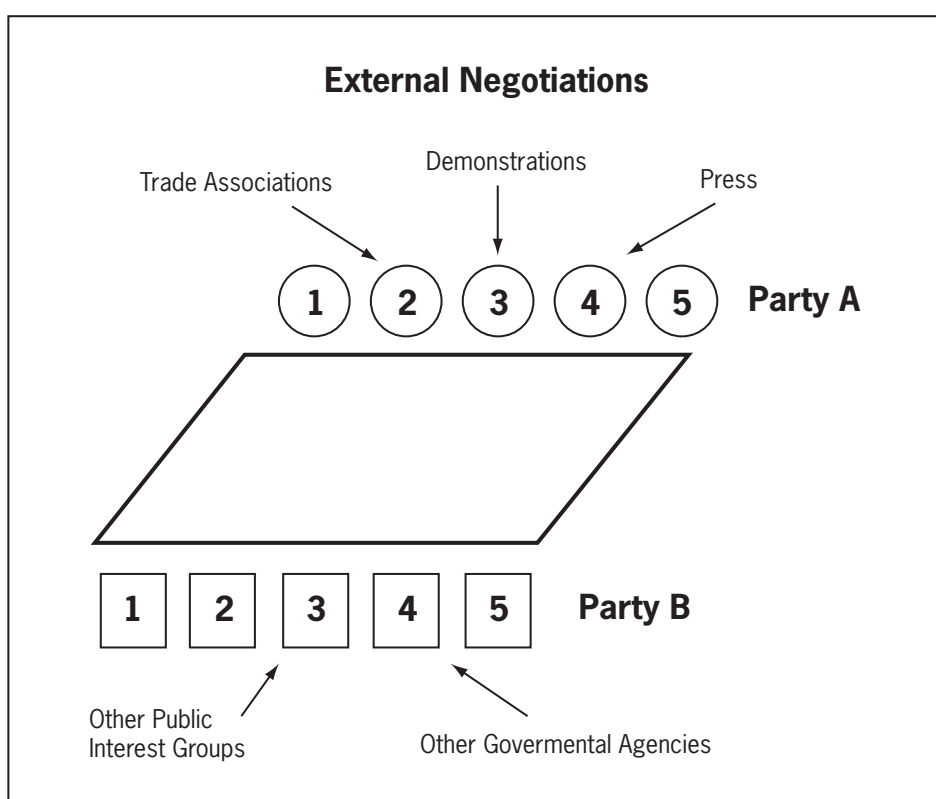 External Negotiations
Demonstrations
Trade Associations
Press
1 2 3 4 5 Party A
1 2 3 4 5 Party B
Other Public
Interest Groups
Other Govermental Agencies